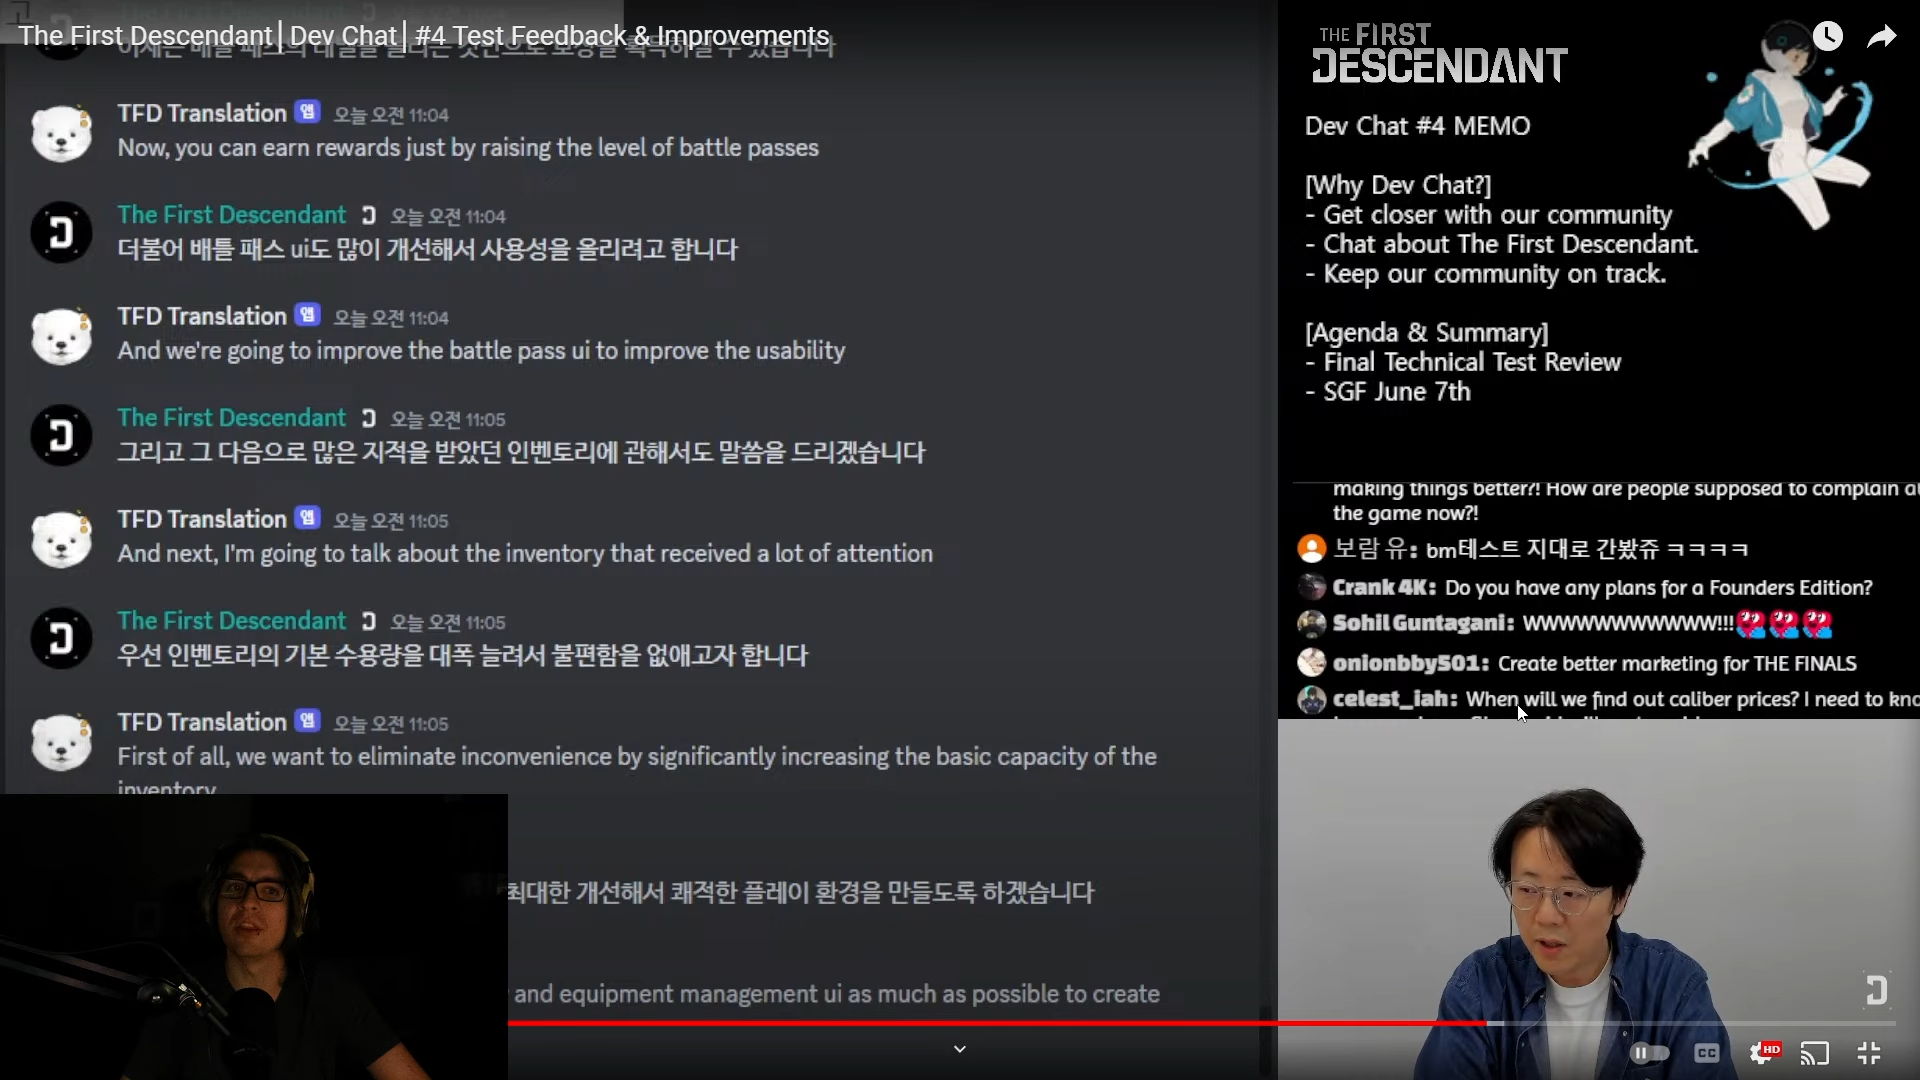 The First Descendant│Dev Chat│#4 Test Feedback & Improvements
TFD Translation 앱 오늘 오전 11:04
Now, you can earn rewards just by raising the level of battle passes
The First Descendant 오늘 오전 11:04
더불어 배틀 패스 ui도 많이 개선해서 사용성을 올리려고 합니다
TFD Translation 앱 오늘 오전 11:04
And we're going to improve the battle pass ui to improve the usability
The First Descendant 오늘 오전 11:05
그리고 그 다음으로 많은 지적을 받았던 인벤토리에 관해서도 말씀을 드리겠습니다
TFD Translation 앱 오늘 오전 11:05
And next, I'm going to talk about the inventory that received a lot of attention
The First Descendant 오늘 오전 11:05
우선 인벤토리의 기본 수용량을 대폭 늘려서 불편함을 없애고자 합니다
TFD Translation 앱 오늘 오전 11:05
First of all, we want to eliminate inconvenience by significantly increasing the basic capacity of the
inventory
최대한 개선해서 쾌적한 플레이 환경을 만들도록 하겠습니다
and equipment management ui as much as possible to create
THE FIRST
DESCENDANT
Dev Chat #4 MEMO
[Why Dev Chat?]
- Get closer with our community
- Chat about The First Descendant.
- Keep our community on track.
[Agenda & Summary]
- Final Technical Test Review
- SGF June 7th
making things better?! How are people supposed to complain
the game now?!
보람 유: bm테스트 지대로 간봤쥬 ㅋㅋㅋㅋ
Crank 4K: Do you have any plans for a Founders Edition?
Sohil Guntagani: WWWWWWWWWWW!!!
onionbby501: Create better marketing for THE FINALS
celest_iah: When will we find out caliber prices? I need to kno
CC
HD